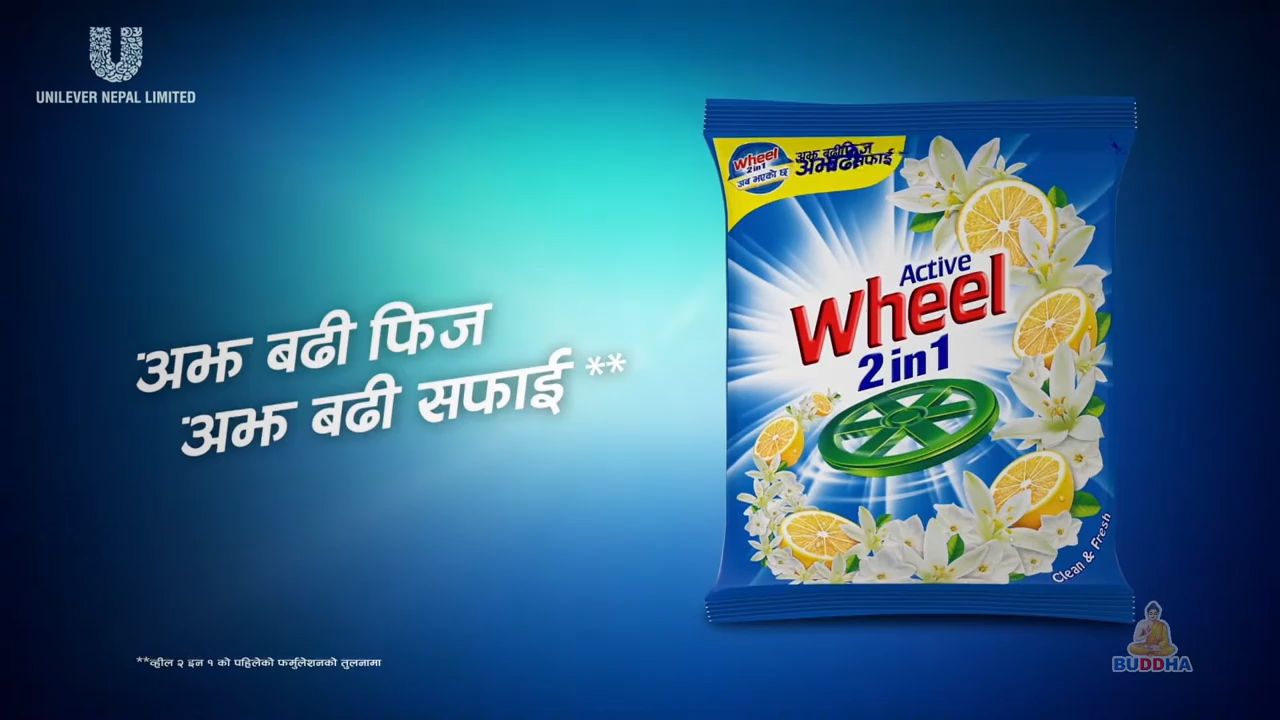 UNILEVER NEPAL LIMITED
अझ बढी फिज
अझ बढी सफाई **
Wheel
2 in 1
अब भएको छ
अझ बढी फिज
अझ बढी सफाई
Active
Wheel
2 in 1
Clean & Fresh
**व्हील २ इन १ को पहिलेको फर्मुलेशनको तुलनामा
BUDDHA